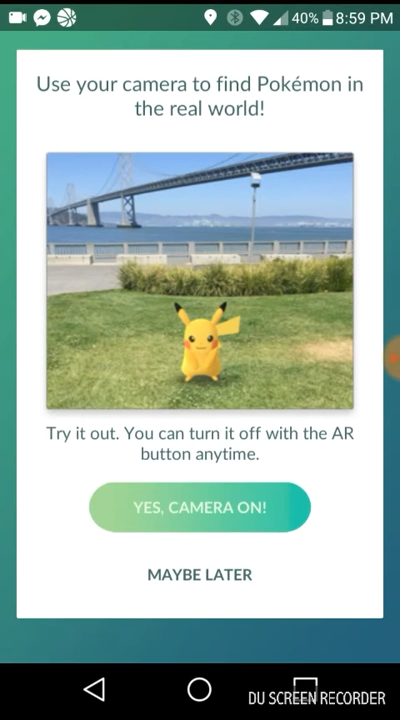 40% 8:59 PM
Use your camera to find Pokémon in
the real world!
Try it out. You can turn it off with the AR
button anytime.
YES, CAMERA ON!
MAYBE LATER
DU SCREEN RECORDER